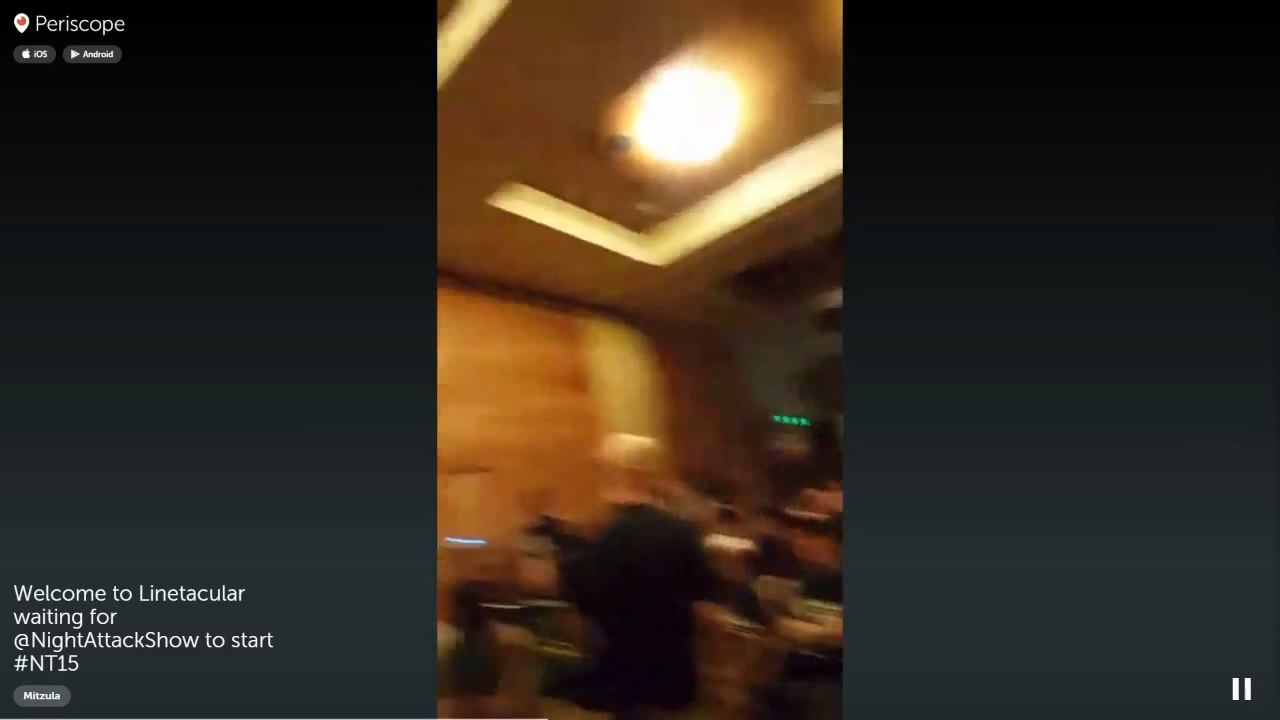 Periscope
iOS
Android
Welcome to Linetacular
waiting for
@NightAttackShow to start
#NT15
Mitzula